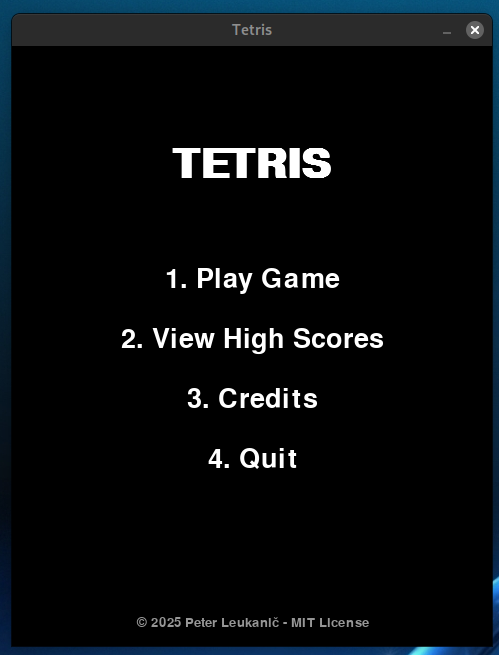 Tetris
TETRIS
1. Play Game
2. View High Scores
3. Credits
4. Quit
© 2025 Peter Leukanič - MIT License